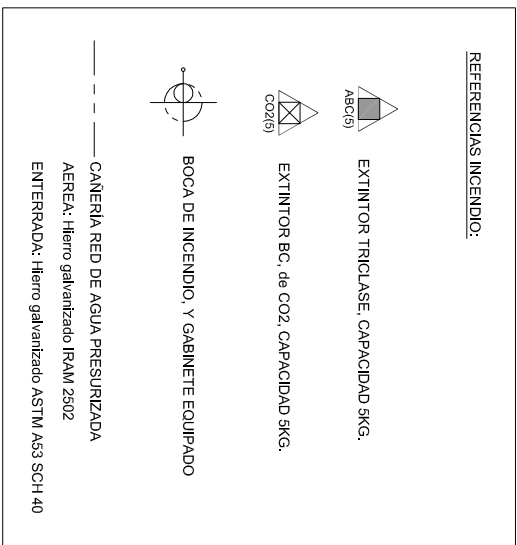 REFERENCIAS INCENDIO:
ABC(5)
EXTINTOR TRICLASE, CAPACIDAD 5KG.
CO2(5)
EXTINTOR BC, de CO2, CAPACIDAD 5KG.
BOCA DE INCENDIO, Y GABINETE EQUIPADO
CAÑERÍA RED DE AGUA PRESURIZADA
AEREA: Hierro galvanizado IRAM 2502
ENTERRADA: Hierro galvanizado ASTM A53 SCH 40